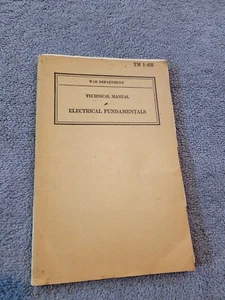 TM 1-455
WAR DEPARTMENT
TECHNICAL MANUAL
ELECTRICAL FUNDAMENTALS